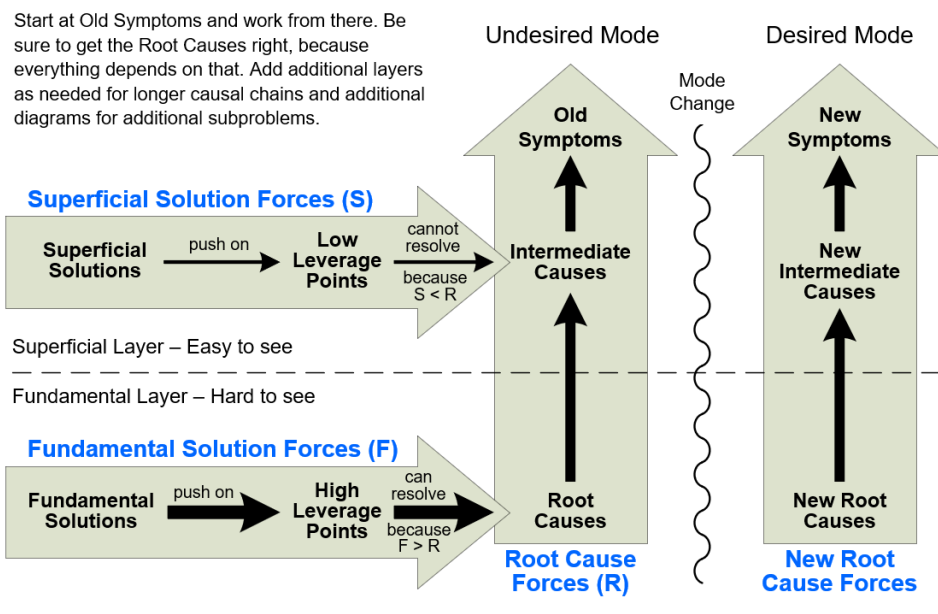 Start at Old Symptoms and work from there. Be
sure to get the Root Causes right, because
everything depends on that. Add additional layers
as needed for longer causal chains and additional
diagrams for additional subproblems.
Undesired Mode
Desired Mode
Mode
Change
Old
Symptoms
New
Symptoms
Superficial Solution Forces (S)
Superficial
Solutions
push on
Low
Leverage
Points
cannot
resolve
because
S < R
Intermediate
Causes
New
Intermediate
Causes
Superficial Layer – Easy to see
Fundamental Layer – Hard to see
Fundamental Solution Forces (F)
Fundamental
Solutions
push on
High
Leverage
Points
can
resolve
because
F > R
Root
Causes
New Root
Causes
Root Cause
Forces (R)
New Root
Cause Forces